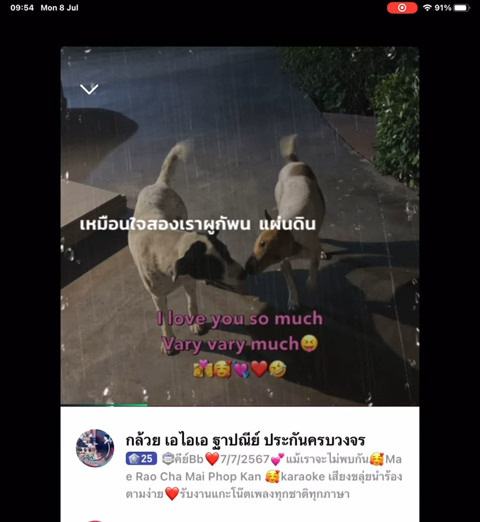 09:54 Mon 8 Jul
91%
เหมือนใจสองเราผูกัพน แผ่นดิน
I love you so much
Vary vary much😝
💏🥰💘❤️🤣
กล้วย เอไอเอ ฐาปณีย์ ประกันครบวงจร
25 คีย์Bb❤️7/7/2567💕แม้เราจะไม่พบกัน🥰Ma
e Rao Cha Mai Phop Kan 🥰karaoke เสียงขลุ่ยนำร้อง
ตามง่าย❤️รับงานแกะโน๊ตเพลงทุกชาติทุกภาษา